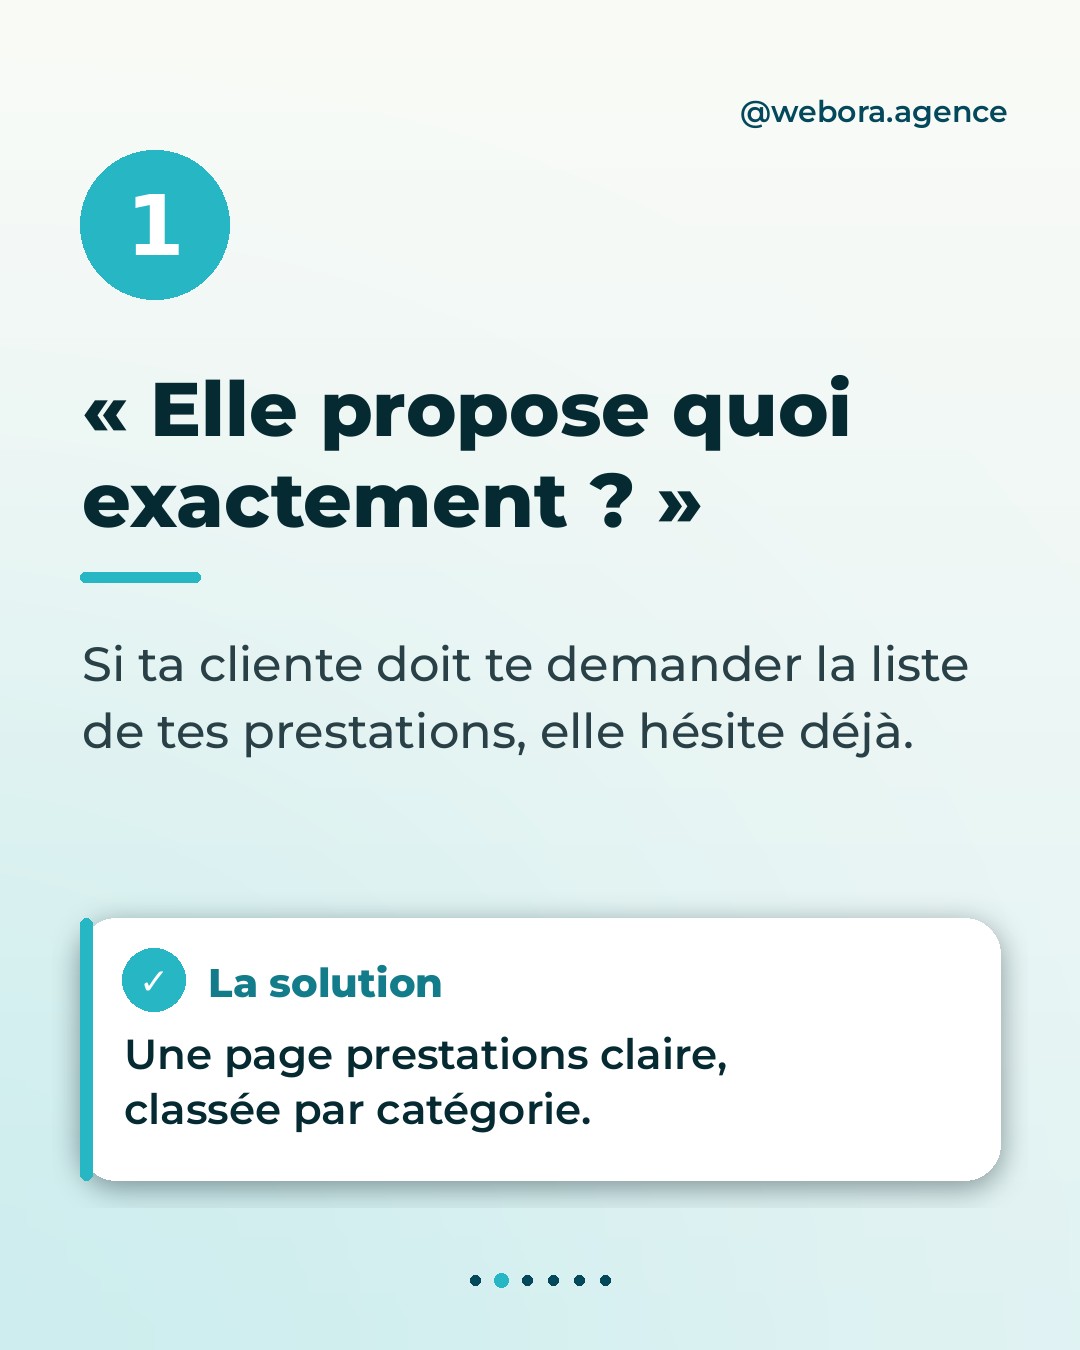 @webora.agence
1
« Elle propose quoi
exactement ? »
Si ta cliente doit te demander la liste
de tes prestations, elle hésite déjà.
✓ La solution
Une page prestations claire,
classée par catégorie.